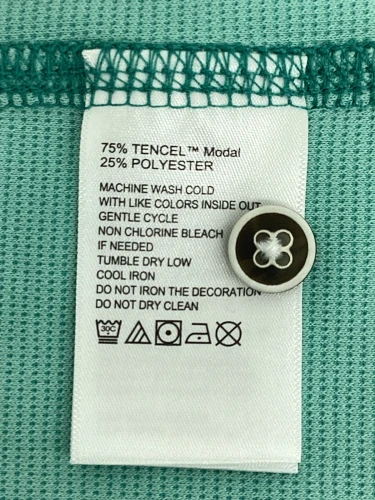 75% TENCEL™ Modal
25% POLYESTER
MACHINE WASH COLD
WITH LIKE COLORS INSIDE OUT
GENTLE CYCLE
NON CHLORINE BLEACH
IF NEEDED
TUMBLE DRY LOW
COOL IRON
DO NOT IRON THE DECORATION
DO NOT DRY CLEAN
30C